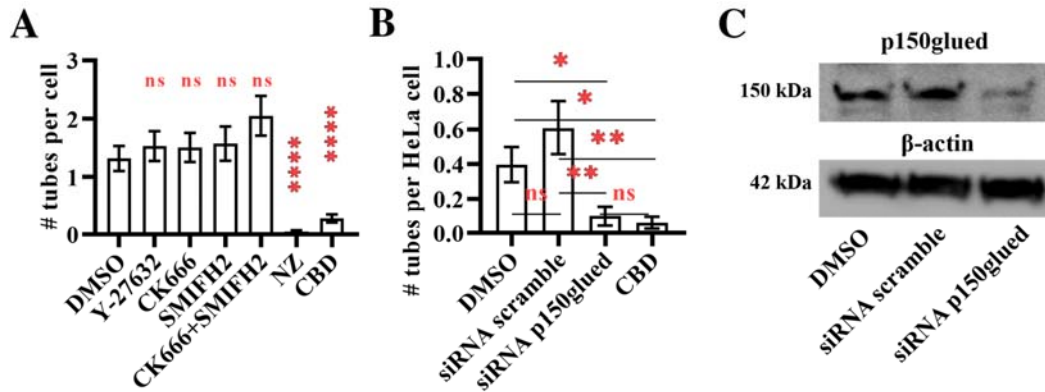 A
# tubes per cell
3
2
1
0
ns ns ns ns
****
****
DMSO
Y-27632
CK666
SMIFH2
CK666+SMIFH2
NZ
CBD
B
# tubes per HeLa cell
1.0
0.8
0.6
0.4
0.2
0.0
*
*
**
**
ns ns
DMSO
siRNA scramble
siRNA p150glued
CBD
C
p150glued
150 kDa
β-actin
42 kDa
DMSO
siRNA scramble
siRNA p150glued